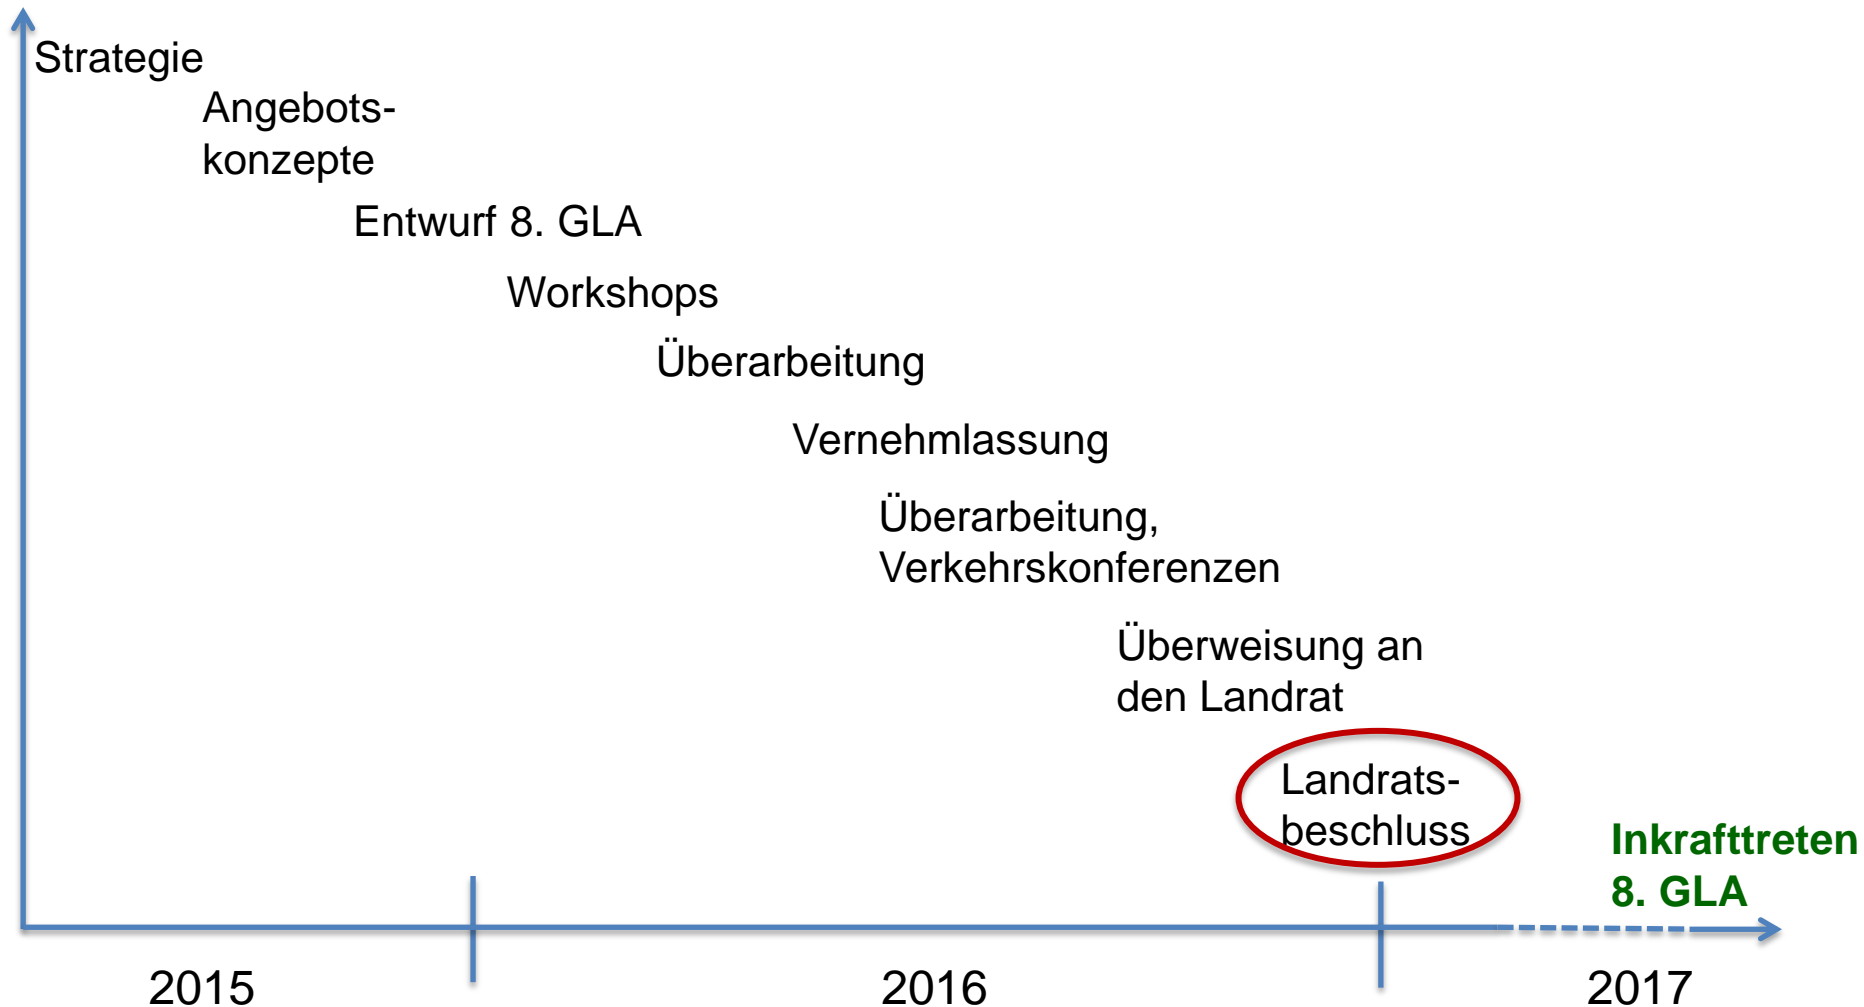 Strategie
Angebots-
konzepte
Entwurf 8. GLA
Workshops
Überarbeitung
Vernehmlassung
Überarbeitung,
Verkehrskonferenzen
Überweisung an
den Landrat
Landrats-
beschluss
Inkrafttreten
8. GLA
2015
2016
2017